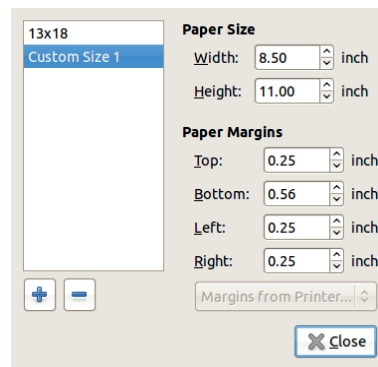 13x18
Custom Size 1
Paper Size
Width: 8.50 inch
Height: 11.00 inch
Paper Margins
Top: 0.25 inch
Bottom: 0.56 inch
Left: 0.25 inch
Right: 0.25 inch
Margins from Printer...
Close